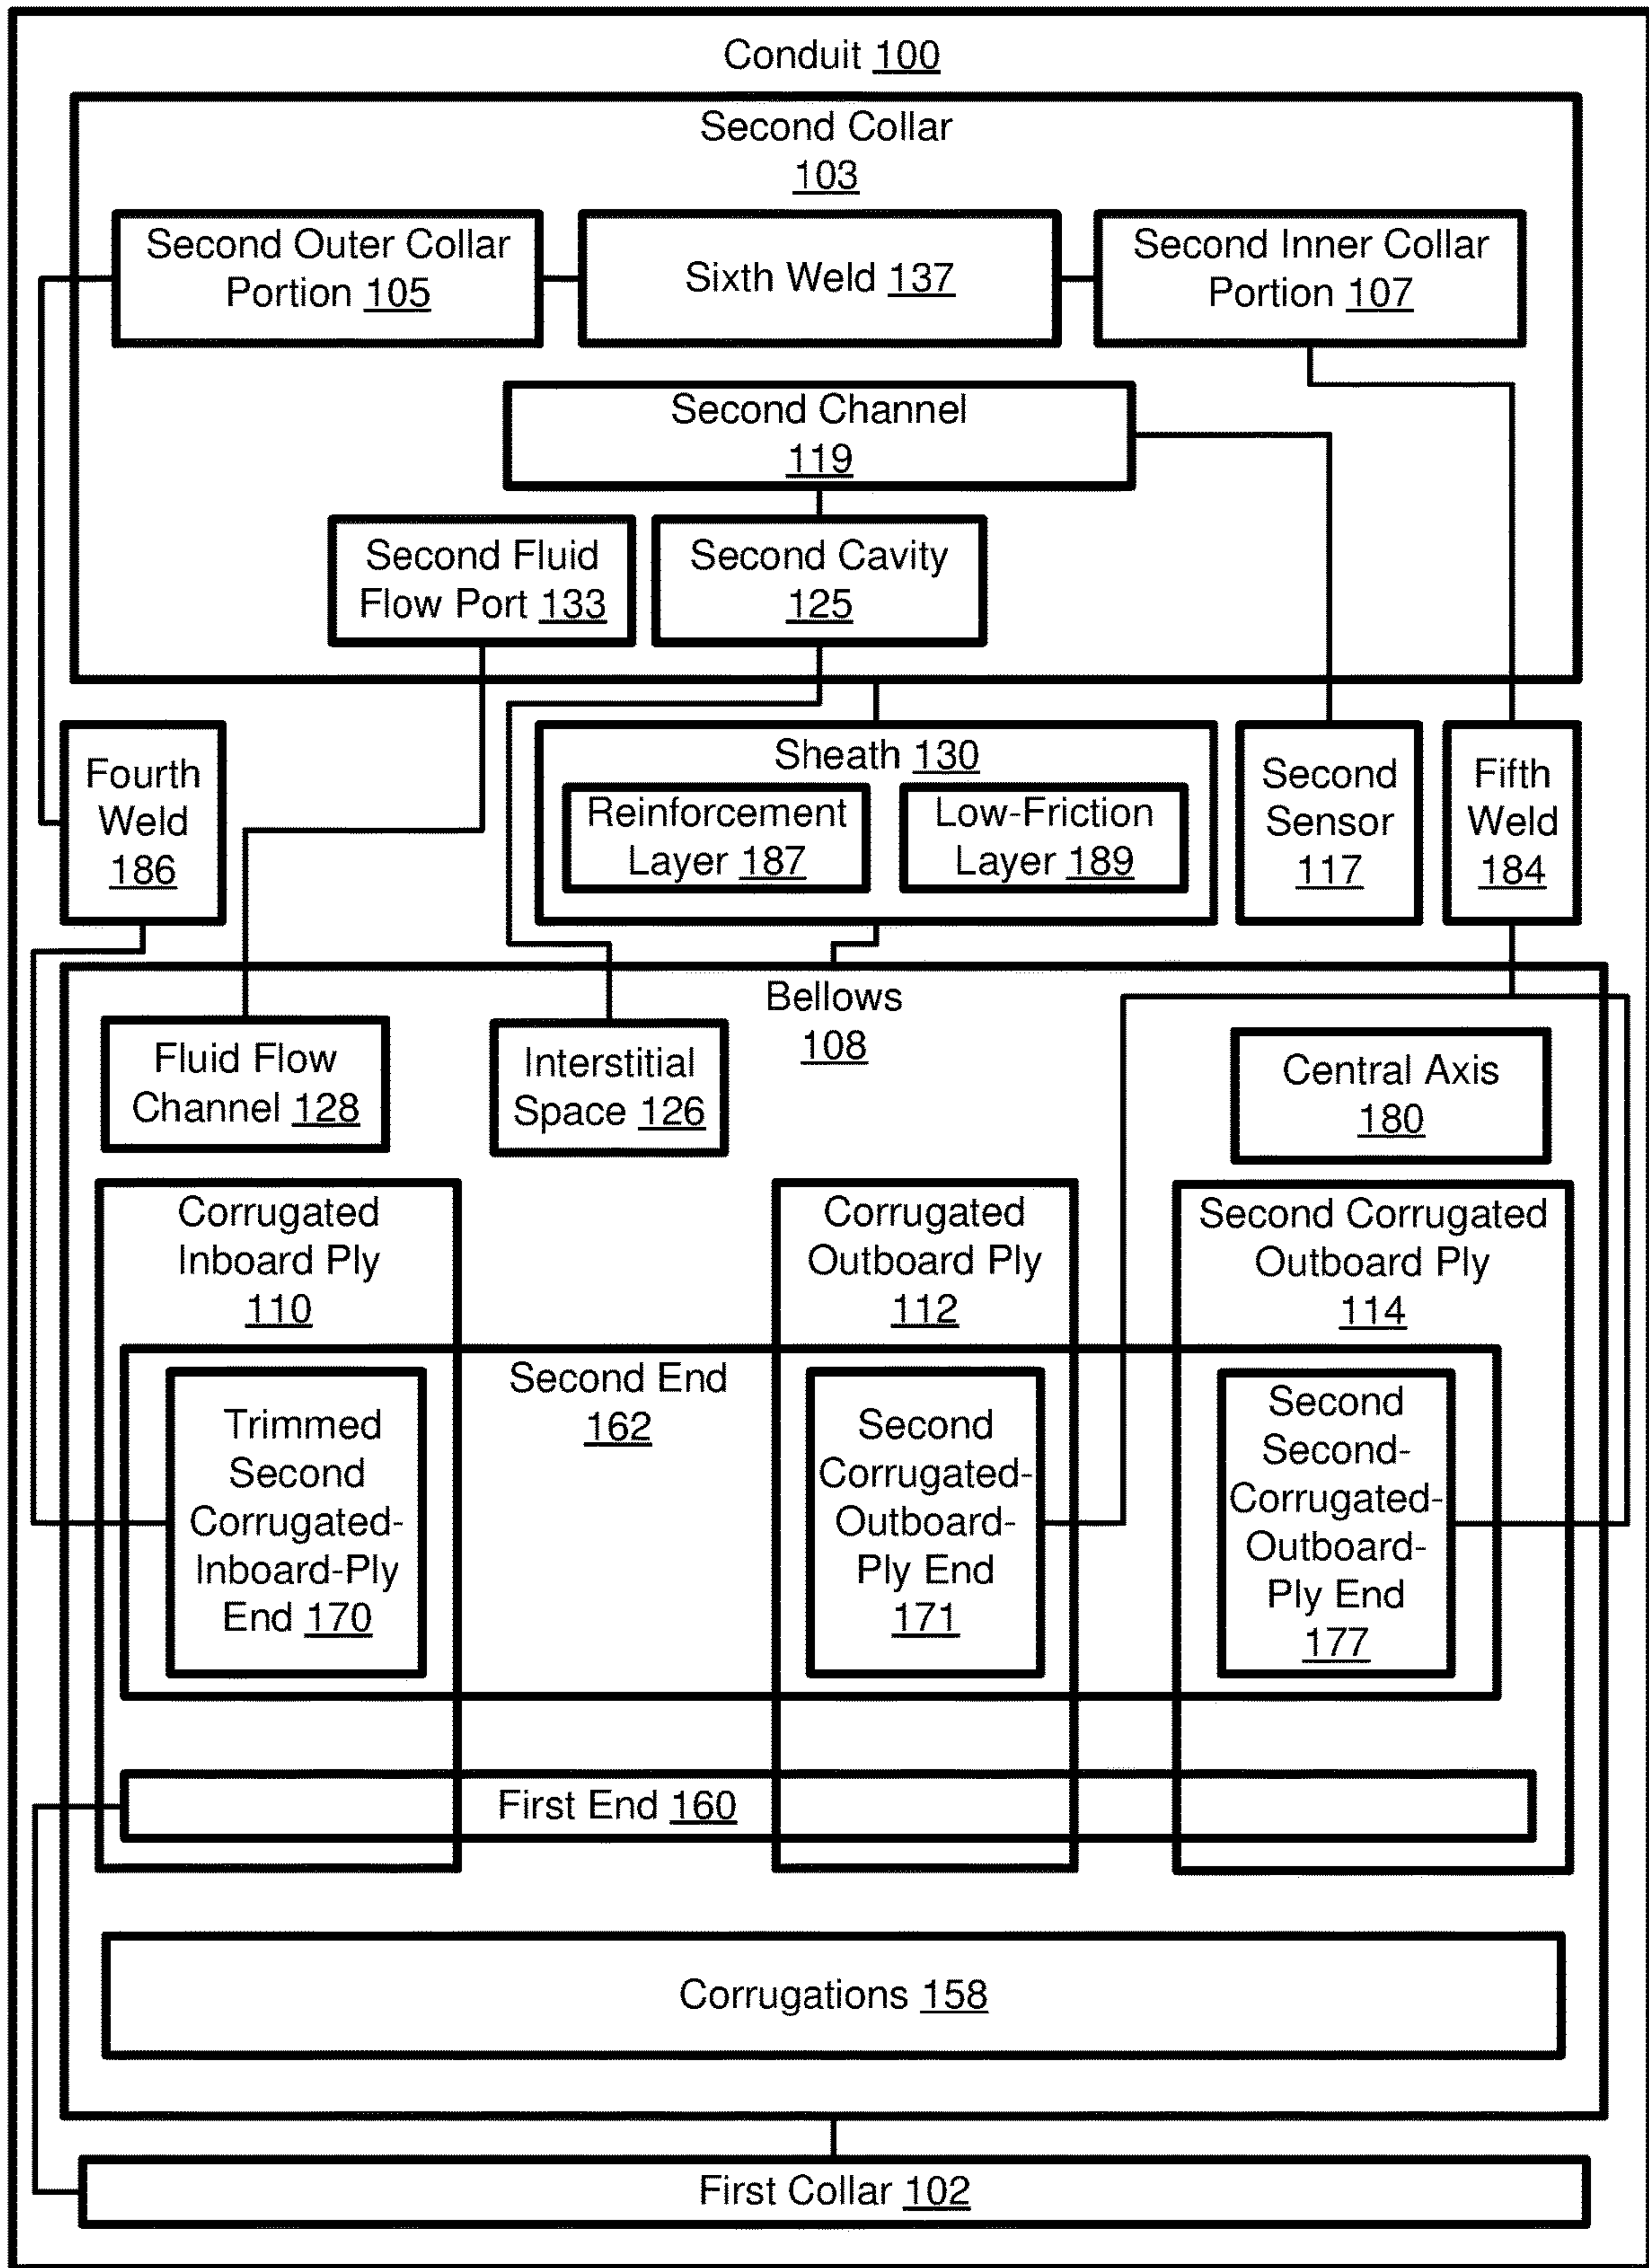 Conduit 100
Second Collar
103
Second Outer Collar
Portion 105
Sixth Weld 137
Second Inner Collar
Portion 107
Second Channel
119
Second Fluid
Flow Port 133
Second Cavity
125
Fourth
Weld
186
Sheath 130
Reinforcement
Layer 187
Low-Friction
Layer 189
Second
Sensor
117
Fifth
Weld
184
Bellows
108
Fluid Flow
Channel 128
Interstitial
Space 126
Central Axis
180
Corrugated
Inboard Ply
110
Corrugated
Outboard Ply
112
Second Corrugated
Outboard Ply
114
Second End
162
Trimmed
Second
Corrugated-
Inboard-Ply
End 170
Second
Corrugated-
Outboard-
Ply End
171
Second
Second-
Corrugated-
Outboard-
Ply End
177
First End 160
Corrugations 158
First Collar 102